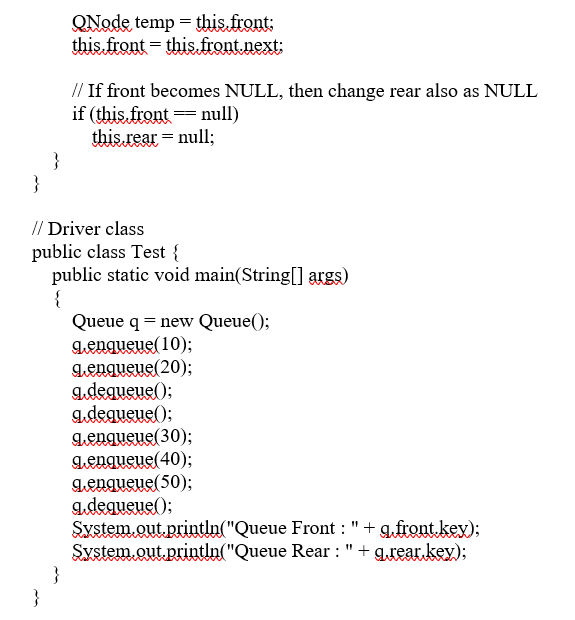 QNode temp = this.front;
this.front = this.front.next;
// If front becomes NULL, then change rear also as NULL
if (this.front == null)
this.rear = null;
}
}
// Driver class
public class Test {
public static void main(String[] args)
{
Queue q = new Queue();
q.enqueue(10);
q.enqueue(20);
q.dequeue();
q.dequeue();
q.enqueue(30);
q.enqueue(40);
q.enqueue(50);
q.dequeue();
System.out.println("Queue Front : " + q.front.key);
System.out.println("Queue Rear : " + q.rear.key);
}
}